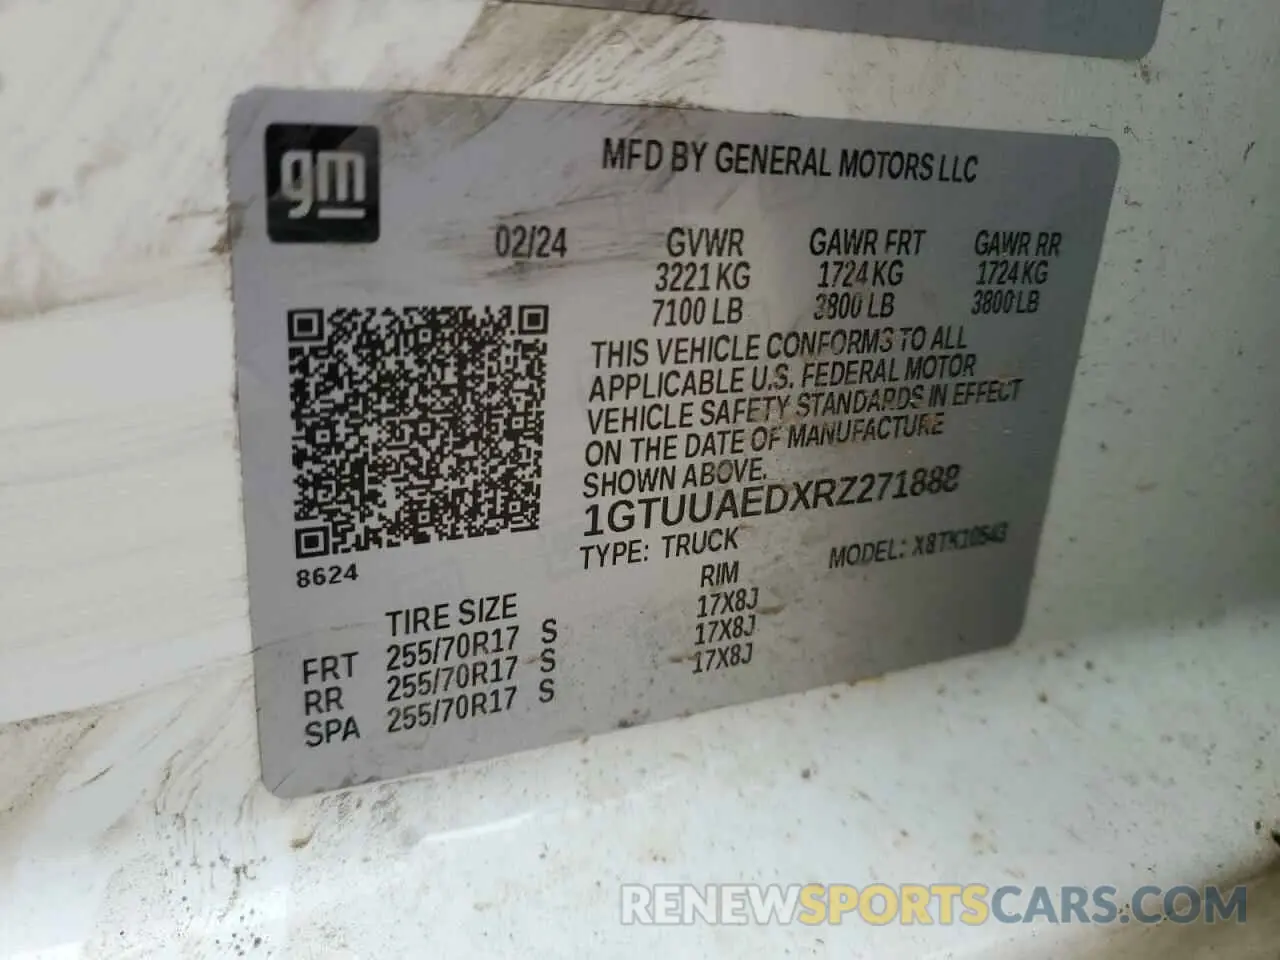 gm
MFD BY GENERAL MOTORS LLC
02/24 GVWR GAWR FRT GAWR RR
3221 KG 1724 KG 1724 KG
7100 LB 3800 LB 3800 LB
THIS VEHICLE CONFORMS TO ALL
APPLICABLE U.S. FEDERAL MOTOR
VEHICLE SAFETY STANDARDS IN EFFECT
ON THE DATE OF MANUFACTURE
SHOWN ABOVE.
1GTUUAEDXRZ271888
8624
TYPE: TRUCK MODEL: X8TK10543
TIRE SIZE RIM
FRT 255/70R17 S 17X8J
RR 255/70R17 S 17X8J
SPA 255/70R17 S 17X8J
RENEWSPORTSCARS.COM